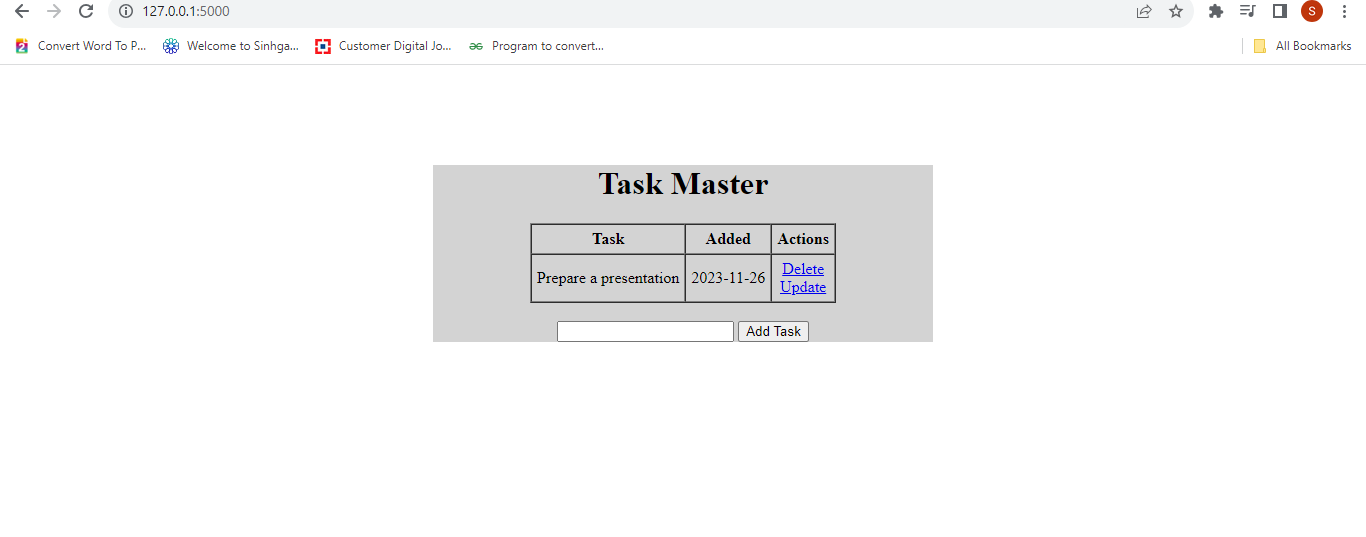 127.0.0.1:5000
S
Convert Word To P... Welcome to Sinhga... Customer Digital Jo... Program to convert... All Bookmarks
Task Master
Task Added Actions
Prepare a presentation 2023-11-26 Delete
Update
Add Task